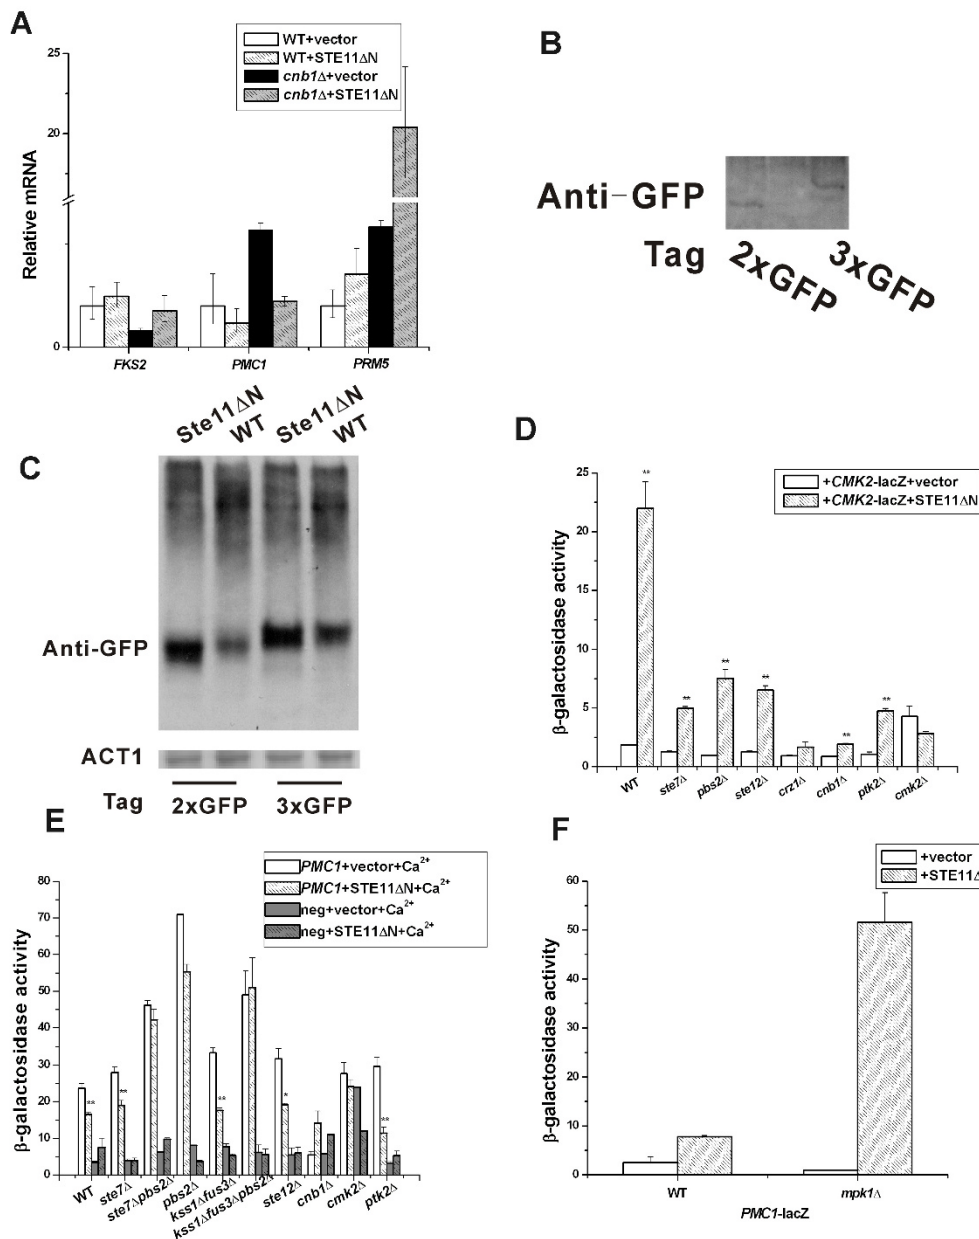 A
WT+vector
WT+STE11ΔN
cnb1Δ+vector
cnb1Δ+STE11ΔN
25
20
0
Relative mRNA
FKS2 PMC1 PRM5
B
Anti-GFP
Tag 2xGFP 3xGFP
C
Ste11ΔN WT Ste11ΔN WT
Anti-GFP
ACT1
Tag 2xGFP 3xGFP
D
+CMK2-lacZ+vector
+CMK2-lacZ+STE11ΔN
25
20
15
10
5
0
β-galactosidase activity
** ** ** ** ** **
WT ste7Δ pbs2Δ ste12Δ crz1Δ cnb1Δ ptk2Δ cmk2Δ
E
PMC1+vector+Ca²⁺
PMC1+STE11ΔN+Ca²⁺
neg+vector+Ca²⁺
neg+STE11ΔN+Ca²⁺
80
70
60
50
40
30
20
10
0
β-galactosidase activity
** ** ** * **
WT ste7Δ ste7Δpbs2Δ pbs2Δ kss1Δfus3Δ kss1Δfus3Δpbs2Δ ste12Δ cnb1Δ cmk2Δ ptk2Δ
F
+vector
+STE11Δ
60
50
40
30
20
10
0
β-galactosidase activity
WT mpk1Δ
PMC1-lacZ